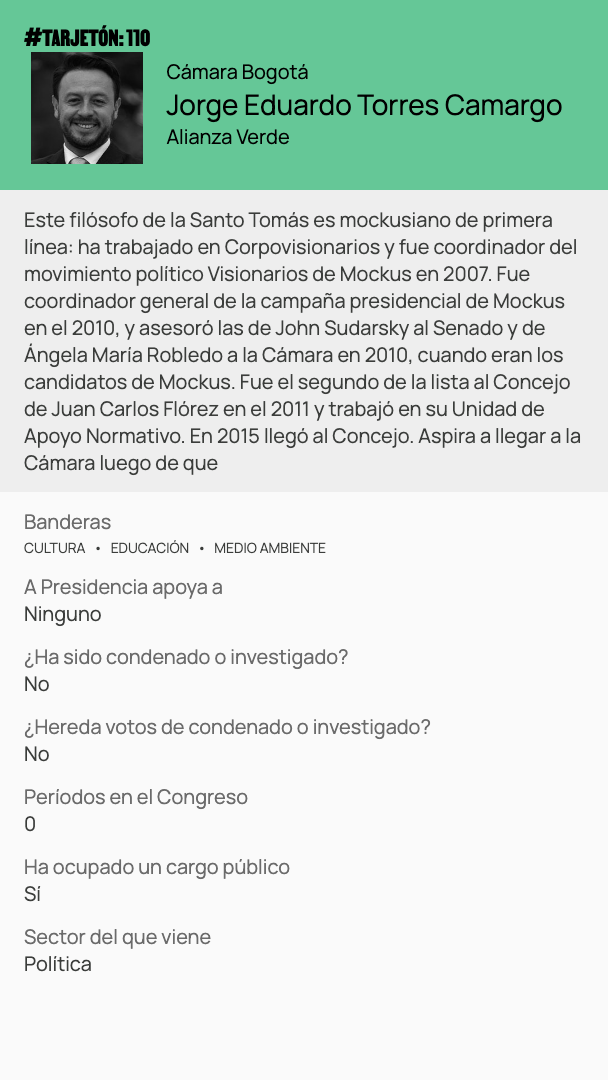 #TARJETÓN: 110
Cámara Bogotá
Jorge Eduardo Torres Camargo
Alianza Verde
Este filósofo de la Santo Tomás es mockusiano de primera
línea: ha trabajado en Corpovisionarios y fue coordinador del
movimiento político Visionarios de Mockus en 2007. Fue
coordinador general de la campaña presidencial de Mockus
en el 2010, y asesoró las de John Sudarsky al Senado y de
Ángela María Robledo a la Cámara en 2010, cuando eran los
candidatos de Mockus. Fue el segundo de la lista al Concejo
de Juan Carlos Flórez en el 2011 y trabajó en su Unidad de
Apoyo Normativo. En 2015 llegó al Concejo. Aspira a llegar a la
Cámara luego de que
Banderas
CULTURA • EDUCACIÓN • MEDIO AMBIENTE
A Presidencia apoya a
Ninguno
¿Ha sido condenado o investigado?
No
¿Hereda votos de condenado o investigado?
No
Períodos en el Congreso
0
Ha ocupado un cargo público
Sí
Sector del que viene
Política